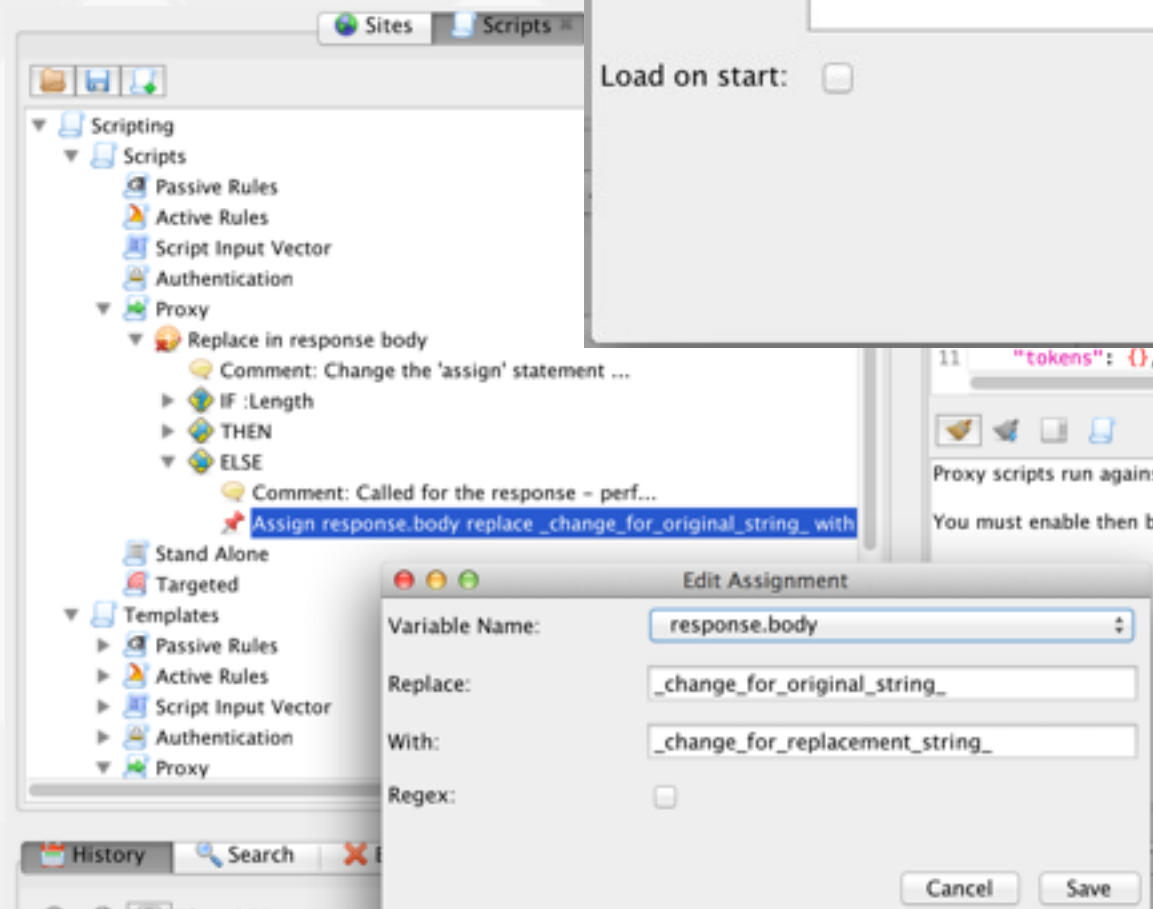 Sites
Scripts
Load on start:
Scripting
Scripts
Passive Rules
Active Rules
Script Input Vector
Authentication
Proxy
Replace in response body
Comment: Change the 'assign' statement ...
IF :Length
THEN
ELSE
Comment: Called for the response - perf...
Assign response.body replace _change_for_original_string_ with
Stand Alone
Targeted
Templates
Passive Rules
Active Rules
Script Input Vector
Authentication
Proxy
11 "tokens": {},
Proxy scripts run agains
You must enable then b
Edit Assignment
Variable Name: response.body
Replace: _change_for_original_string_
With: _change_for_replacement_string_
Regex:
Cancel Save
History Search